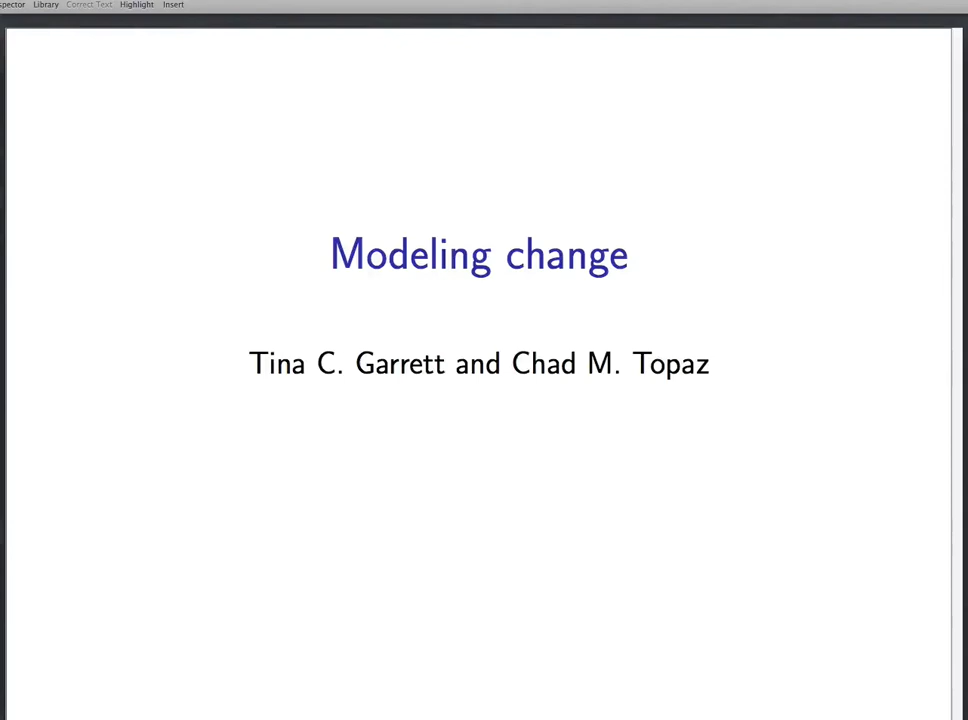 Library Correct Text Highlight Insert
Modeling change
Tina C. Garrett and Chad M. Topaz